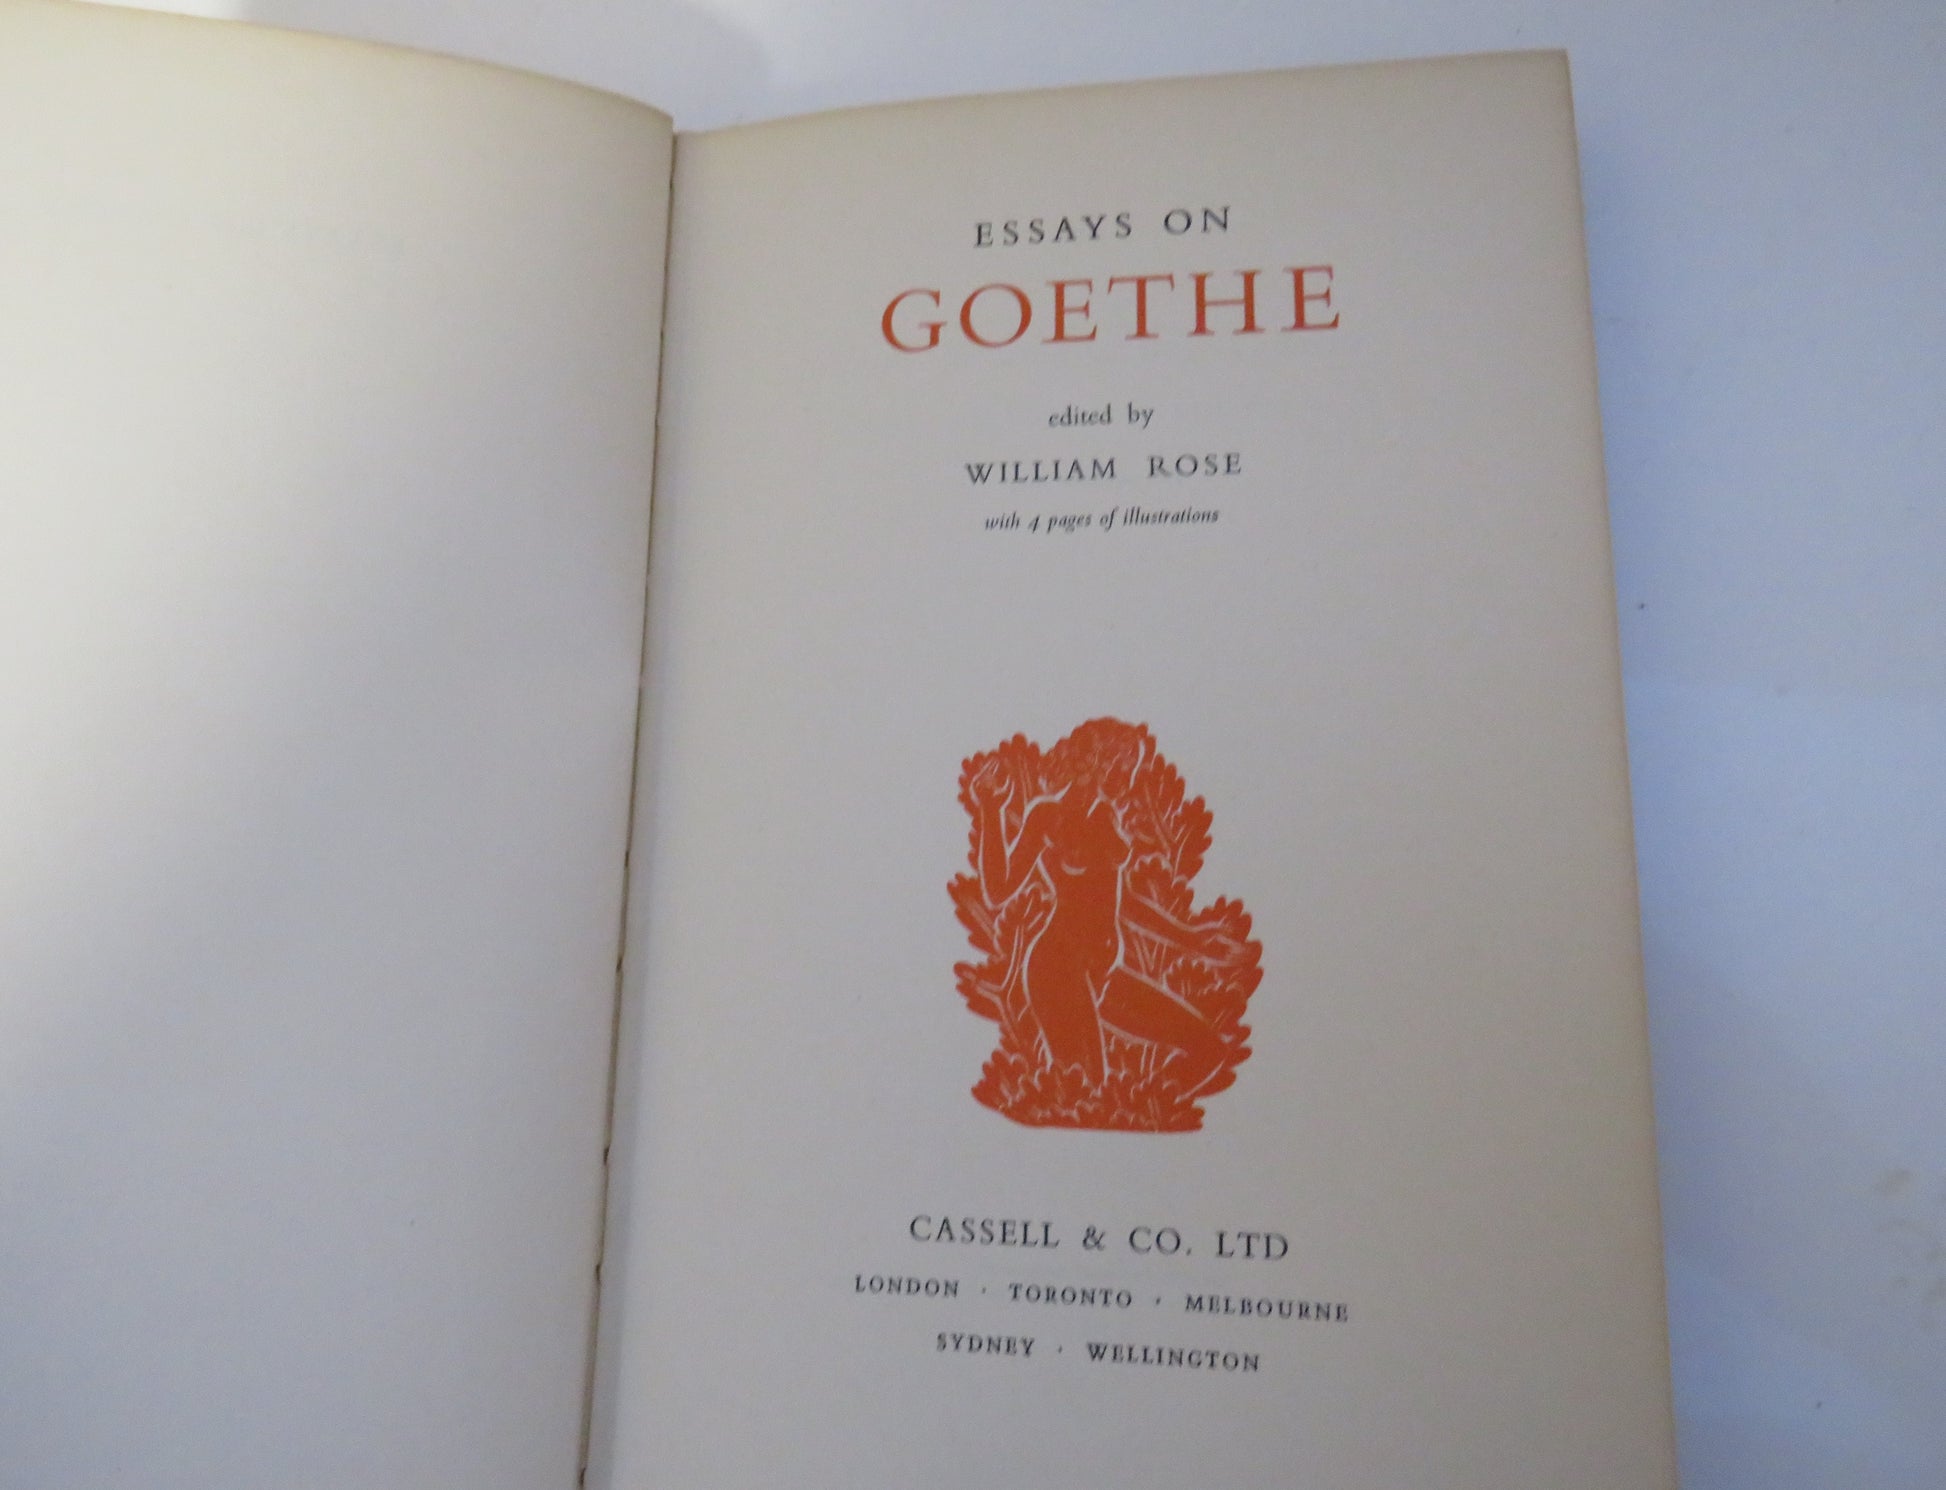 ESSAYS ON
GOETHE
edited by
WILLIAM ROSE
with 4 pages of illustrations
CASSELL & CO. LTD
LONDON · TORONTO · MELBOURNE
SYDNEY · WELLINGTON